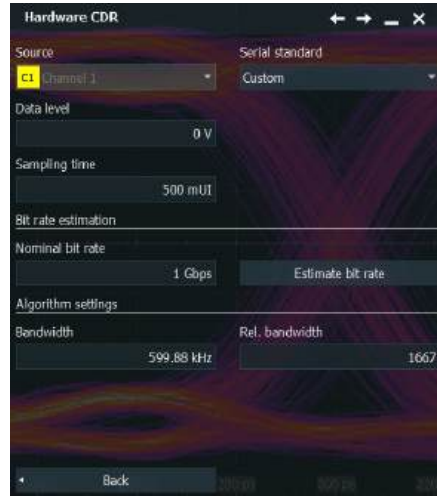 Hardware CDR
Source
Serial standard
C1 Channel 1
Custom
Data level
0 V
Sampling time
500 mUI
Bit rate estimation
Nominal bit rate
1 Gbps
Estimate bit rate
Algorithm settings
Bandwidth
Rel. bandwidth
599.88 kHz
1667
Back